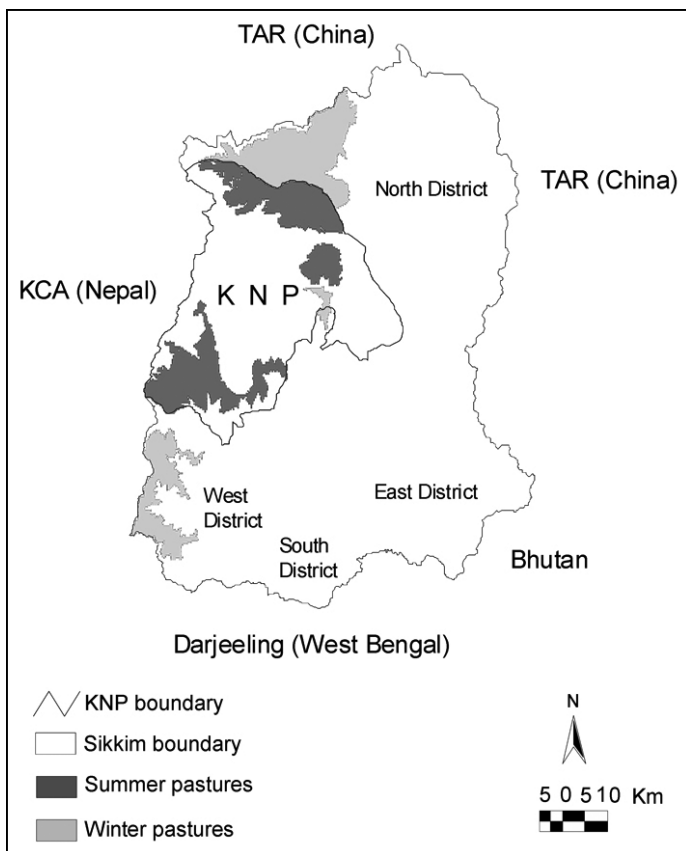 TAR (China)
North District
TAR (China)
KCA (Nepal)
K N P
West
District
East District
South
District
Bhutan
Darjeeling (West Bengal)
KNP boundary
Sikkim boundary
Summer pastures
Winter pastures
N
5 0 5 10 Km